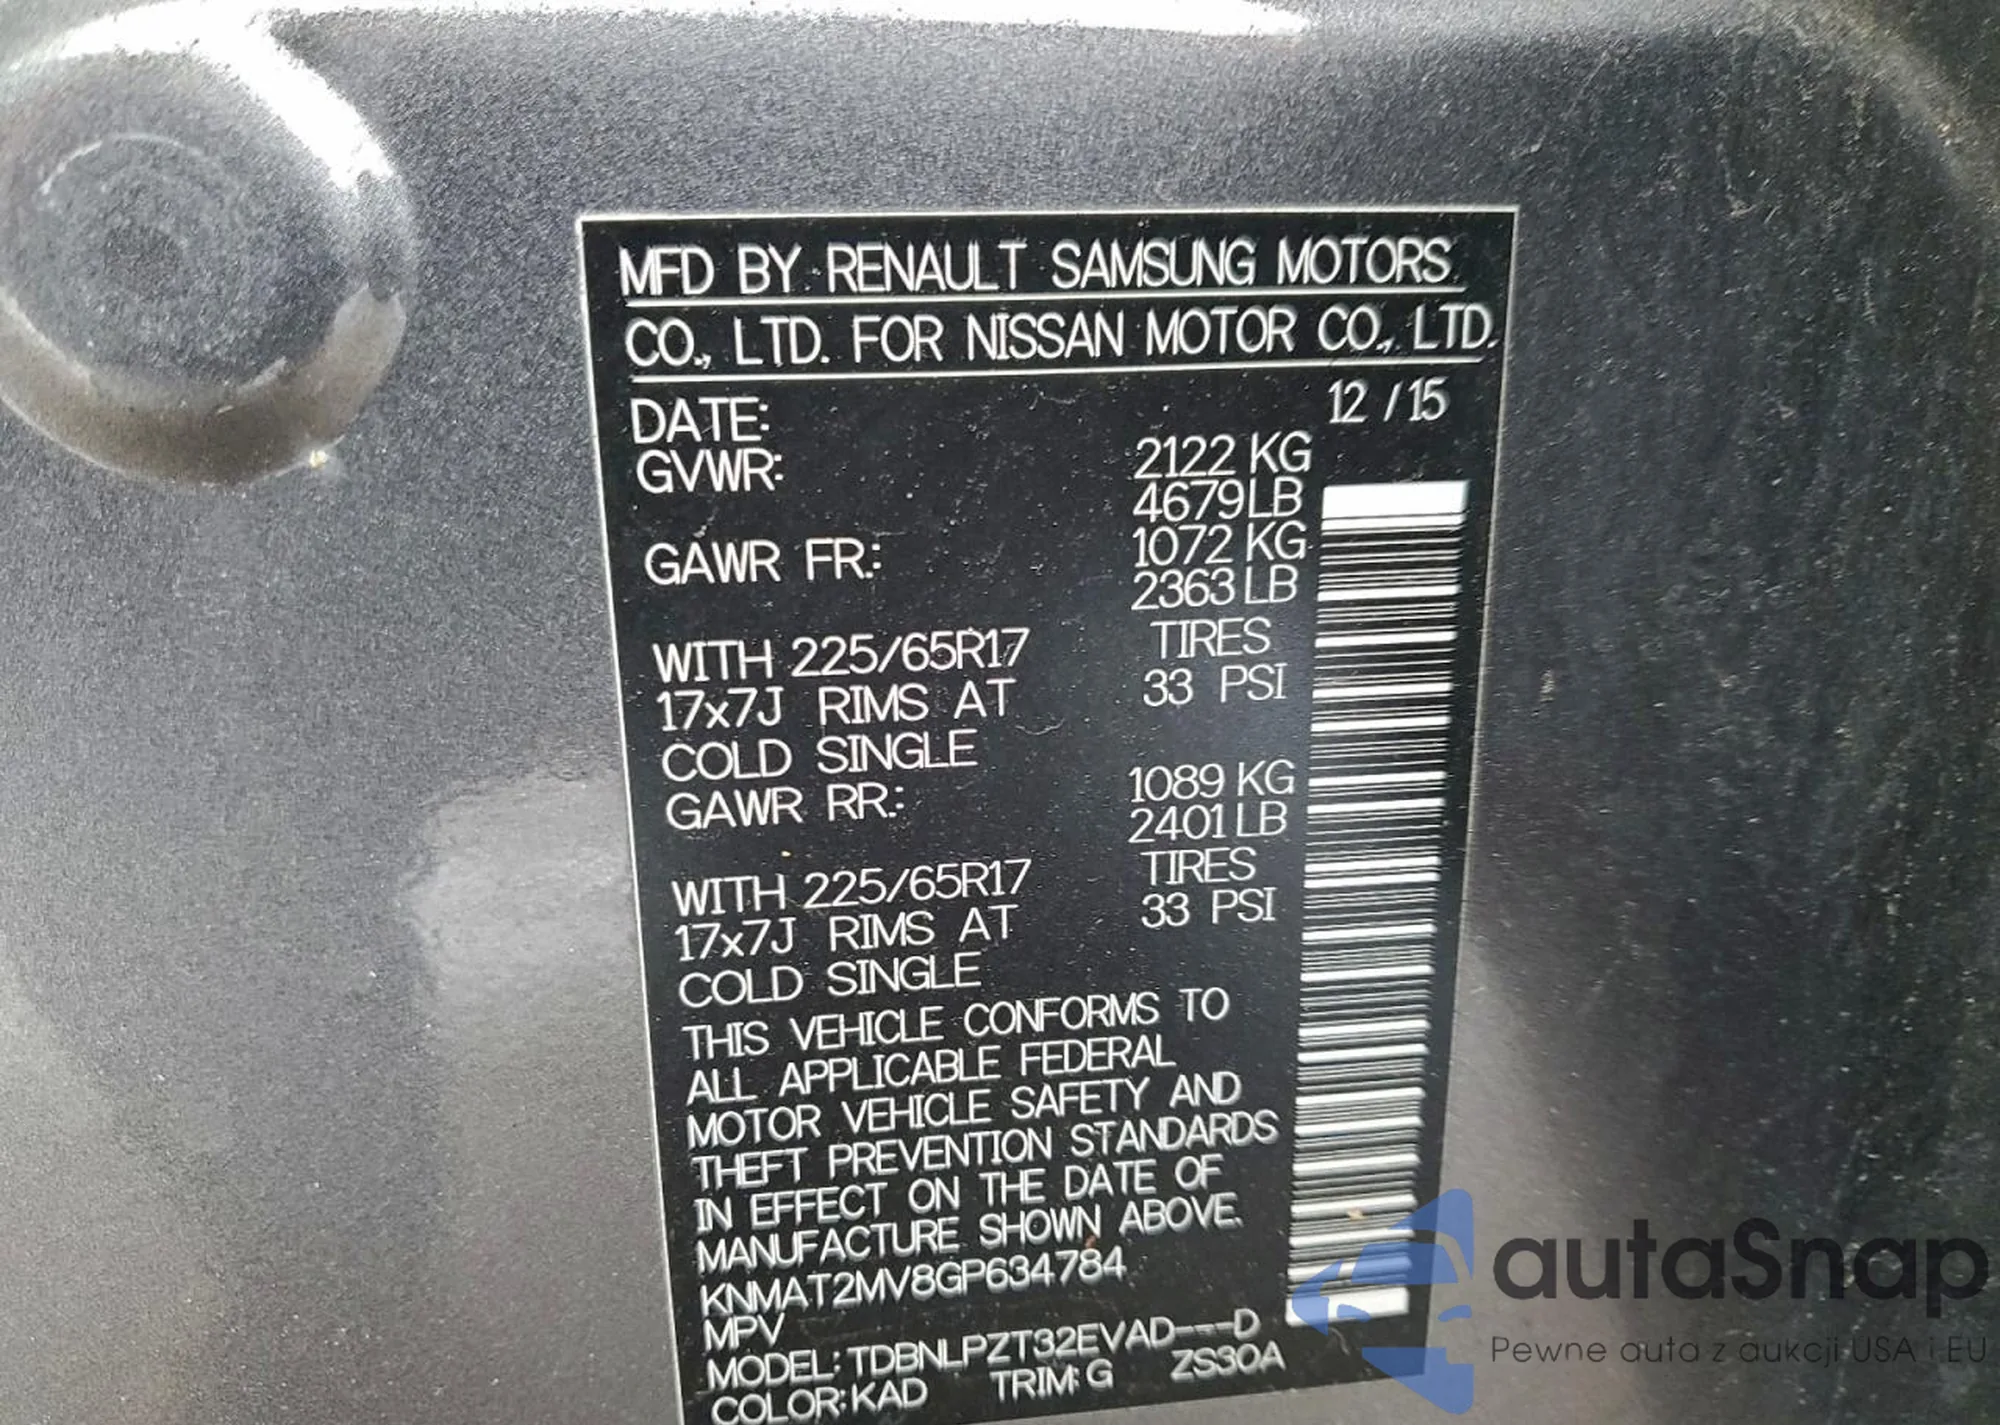 MFD BY RENAULT SAMSUNG MOTORS
CO., LTD. FOR NISSAN MOTOR CO., LTD.
DATE: 12 / 15
GVWR: 2122 KG
4679 LB
GAWR FR.: 1072 KG
2363 LB
WITH 225/65R17 TIRES
17x7J RIMS AT 33 PSI
COLD SINGLE
GAWR RR.: 1089 KG
2401 LB
WITH 225/65R17 TIRES
17x7J RIMS AT 33 PSI
COLD SINGLE
THIS VEHICLE CONFORMS TO
ALL APPLICABLE FEDERAL
MOTOR VEHICLE SAFETY AND
THEFT PREVENTION STANDARDS
IN EFFECT ON THE DATE OF
MANUFACTURE SHOWN ABOVE.
KNMAT2MV8GP634784
MPV
MODEL: TDBNLPZT32EVAD---D
COLOR: KAD TRIM: G ZS30A
autaSnap
Pewne auta z aukcji USA i EU